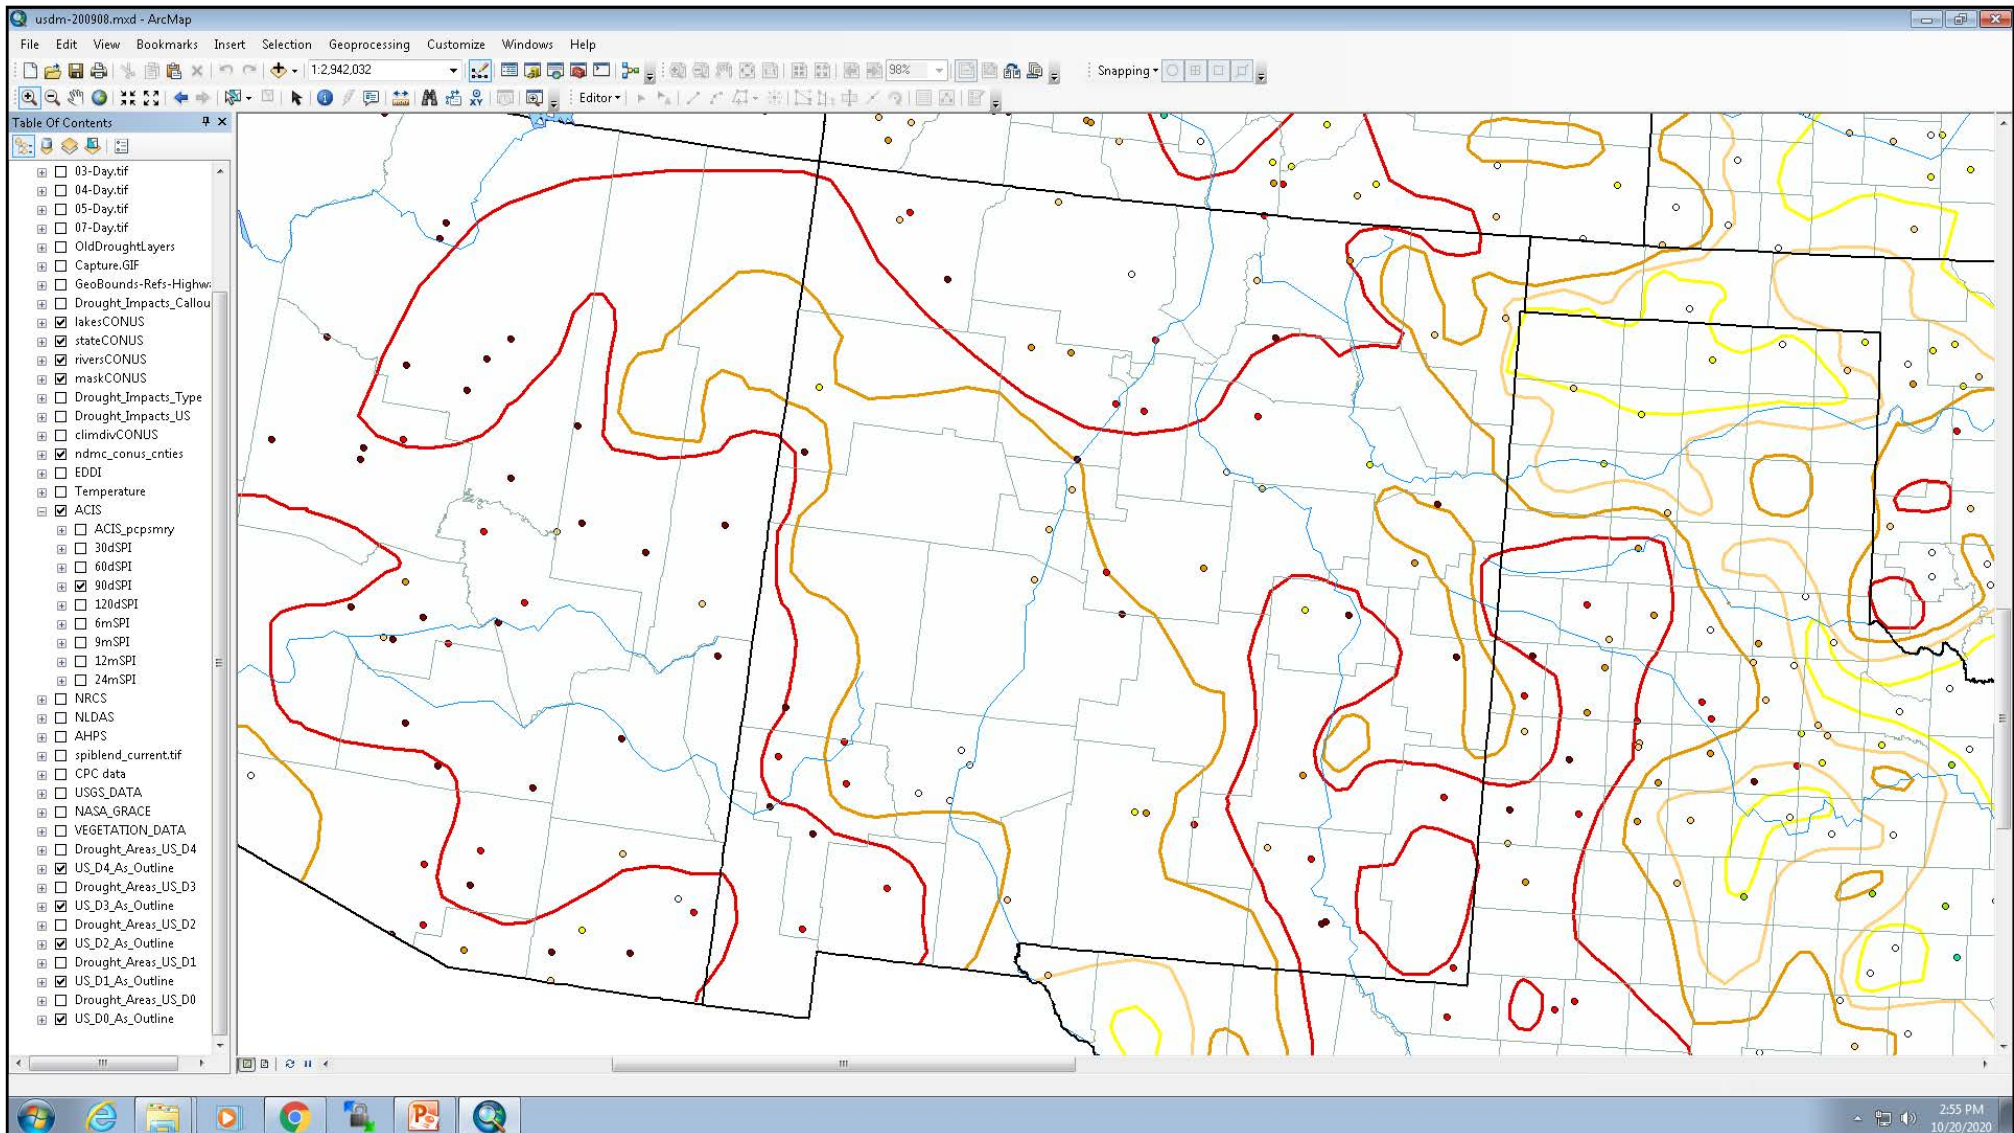 usdm-200908.mxd - ArcMap
File Edit View Bookmarks Insert Selection Geoprocessing Customize Windows Help
1:2,942,032 98% Snapping
Editor
Table Of Contents
03-Day.tif
04-Day.tif
05-Day.tif
07-Day.tif
OldDroughtLayers
Capture.GIF
GeoBounds-Refs-Highw
Drought_Impacts_Callou
lakesCONUS
stateCONUS
riversCONUS
maskCONUS
Drought_Impacts_Type
Drought_Impacts_US
climdivCONUS
ndmc_conus_cnties
EDDI
Temperature
ACIS
ACIS_pcpsmry
30dSPI
60dSPI
90dSPI
120dSPI
6mSPI
9mSPI
12mSPI
24mSPI
NRCS
NLDAS
AHPS
spiblend_current.tif
CPC data
USGS_DATA
NASA_GRACE
VEGETATION_DATA
Drought_Areas_US_D4
US_D4_As_Outline
Drought_Areas_US_D3
US_D3_As_Outline
Drought_Areas_US_D2
US_D2_As_Outline
Drought_Areas_US_D1
US_D1_As_Outline
Drought_Areas_US_D0
US_D0_As_Outline
2:55 PM
10/20/2020